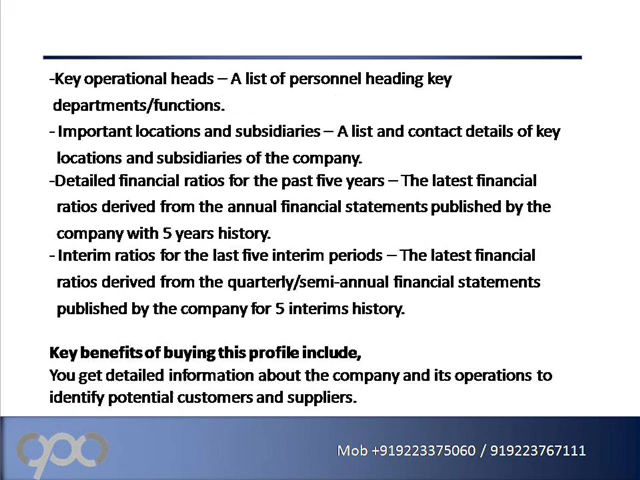 -Key operational heads – A list of personnel heading key
departments/functions.
- Important locations and subsidiaries – A list and contact details of key
locations and subsidiaries of the company.
-Detailed financial ratios for the past five years – The latest financial
ratios derived from the annual financial statements published by the
company with 5 years history.
- Interim ratios for the last five interim periods – The latest financial
ratios derived from the quarterly/semi-annual financial statements
published by the company for 5 interims history.
Key benefits of buying this profile include,
You get detailed information about the company and its operations to
identify potential customers and suppliers.
Mob +919223375060 / 919223767111